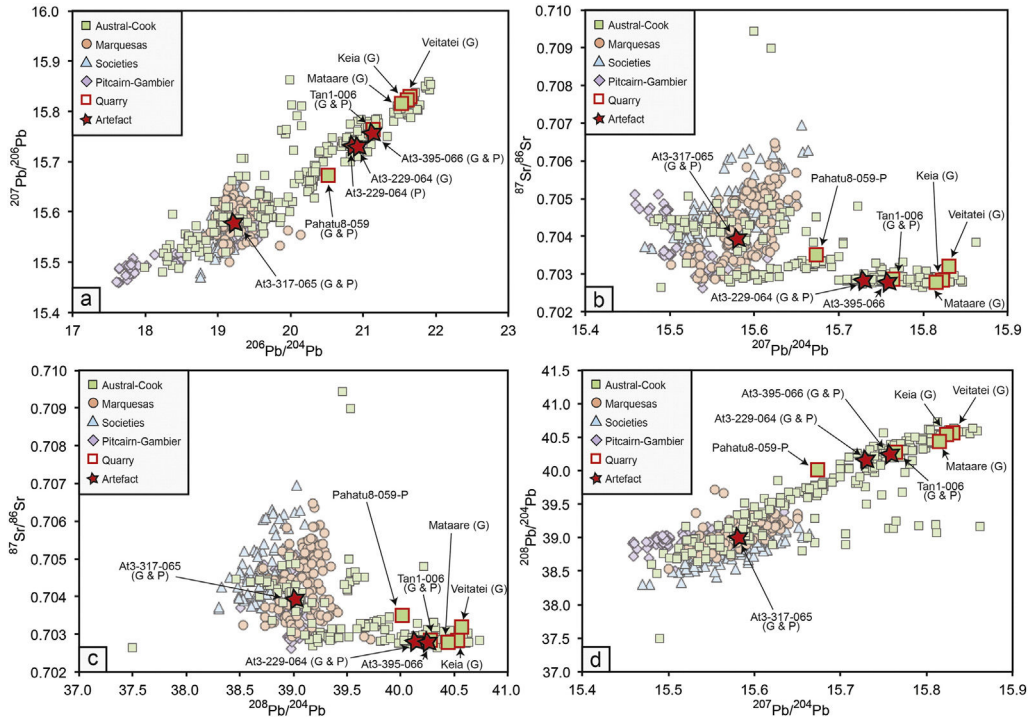 16.0
15.9
15.8
15.7
15.6
15.5
15.4
207Pb/206Pb
Austral-Cook
Marquesas
Societies
Pitcairn-Gambier
Quarry
Artefact
Veitatei (G)
Keia (G)
Mataare (G)
Tan1-006
(G & P)
At3-395-066 (G & P)
At3-229-064 (G)
At3-229-064 (P)
Pahatu8-059
(G & P)
At3-317-065 (G & P)
a
17 18 19 20 21 22 23
206Pb/204Pb
0.710
0.709
0.708
0.707
0.706
0.705
0.704
0.703
0.702
87Sr/86Sr
Austral-Cook
Marquesas
Societies
Pitcairn-Gambier
Quarry
Artefact
At3-317-065 (G & P)
Pahatu8-059-P
Keia (G)
Tan1-006
(G & P)
Veitatei (G)
At3-229-064 (G & P)
At3-395-066
Mataare (G)
b
15.4 15.5 15.6 15.7 15.8 15.9
207Pb/204Pb
0.710
0.709
0.708
0.707
0.706
0.705
0.704
0.703
0.702
87Sr/86Sr
Austral-Cook
Marquesas
Societies
Pitcairn-Gambier
Quarry
Artefact
Pahatu8-059-P
Mataare (G)
At3-317-065
(G & P)
Tan1-006
(G & P)
Veitatei (G)
At3-229-064 (G & P)
At3-395-066
Keia (G)
c
37.0 37.5 38.0 38.5 39.0 39.5 40.0 40.5 41.0
208Pb/204Pb
41.5
41.0
40.5
40.0
39.5
39.0
38.5
38.0
37.5
37.0
208Pb/204Pb
Austral-Cook
Marquesas
Societies
Pitcairn-Gambier
Quarry
Artefact
At3-395-066 (G & P)
Keia (G)
Veitatei (G)
At3-229-064 (G & P)
Pahatu8-059-P
Mataare (G)
Tan1-006
(G & P)
At3-317-065
(G & P)
d
15.4 15.5 15.6 15.7 15.8 15.9
207Pb/204Pb